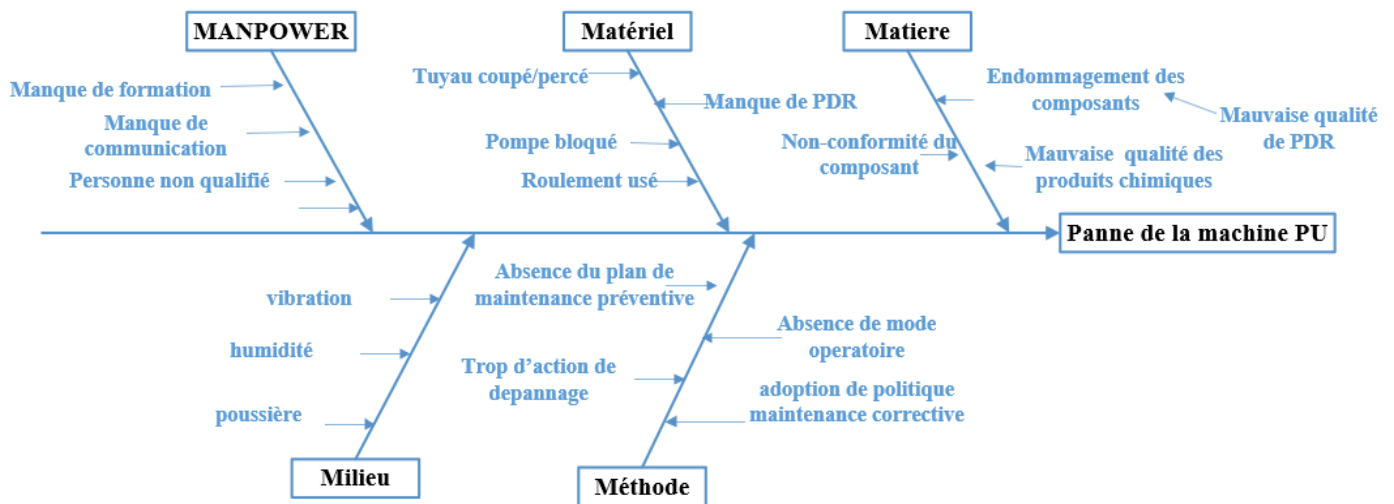 MANPOWER
Manque de formation
Manque de
communication
Personne non qualifié
Matériel
Tuyau coupé/percé
Manque de PDR
Pompe bloqué
Roulement usé
Matiere
Endommagement des
composants
Mauvaise qualité
de PDR
Non-conformité du
composant
Mauvaise qualité des
produits chimiques
Panne de la machine PU
vibration
humidité
poussière
Milieu
Absence du plan de
maintenance préventive
Absence de mode
operatoire
Trop d’action de
depannage
adoption de politique
maintenance corrective
Méthode